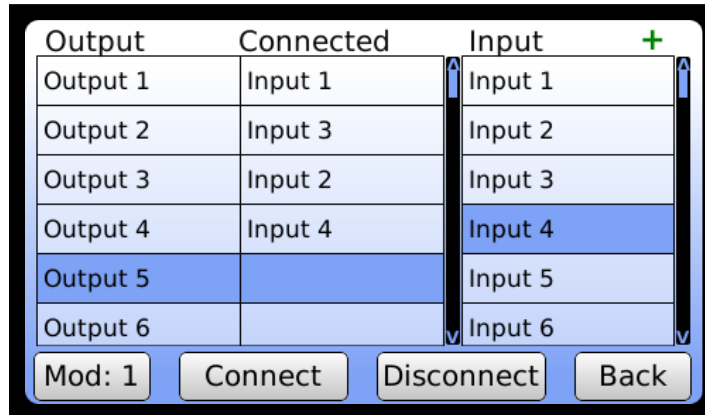 Output Connected Input +
Output 1 Input 1 Input 1
Output 2 Input 3 Input 2
Output 3 Input 2 Input 3
Output 4 Input 4 Input 4
Output 5 Input 5
Output 6 Input 6
Mod: 1 Connect Disconnect Back